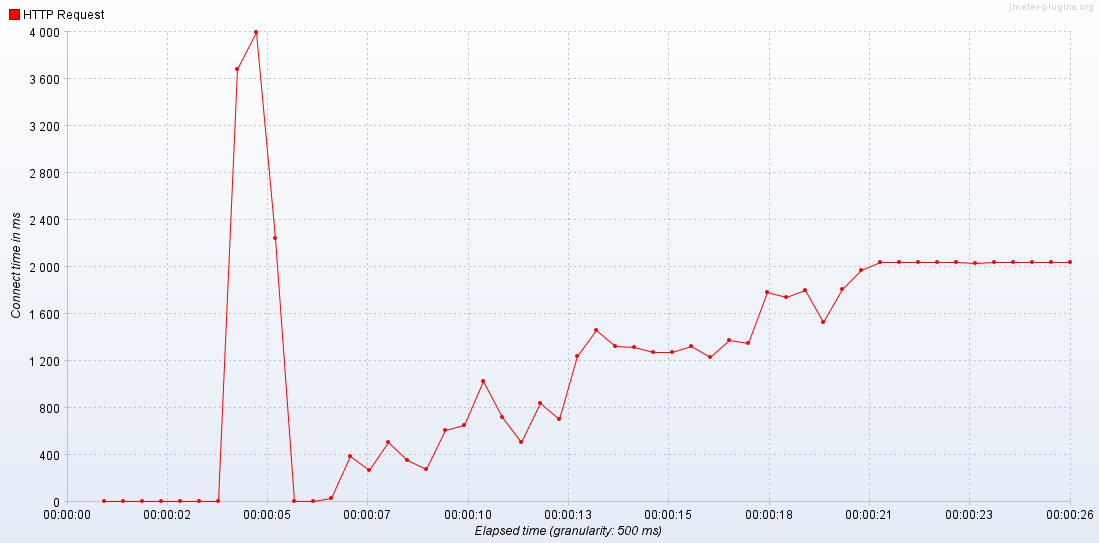 HTTP Request
jmeter-plugins.org
4 000
3 600
3 200
2 800
2 400
2 000
1 600
1 200
800
400
0
Connect time in ms
00:00:00 00:00:02 00:00:05 00:00:07 00:00:10 00:00:13 00:00:15 00:00:18 00:00:21 00:00:23 00:00:26
Elapsed time (granularity: 500 ms)